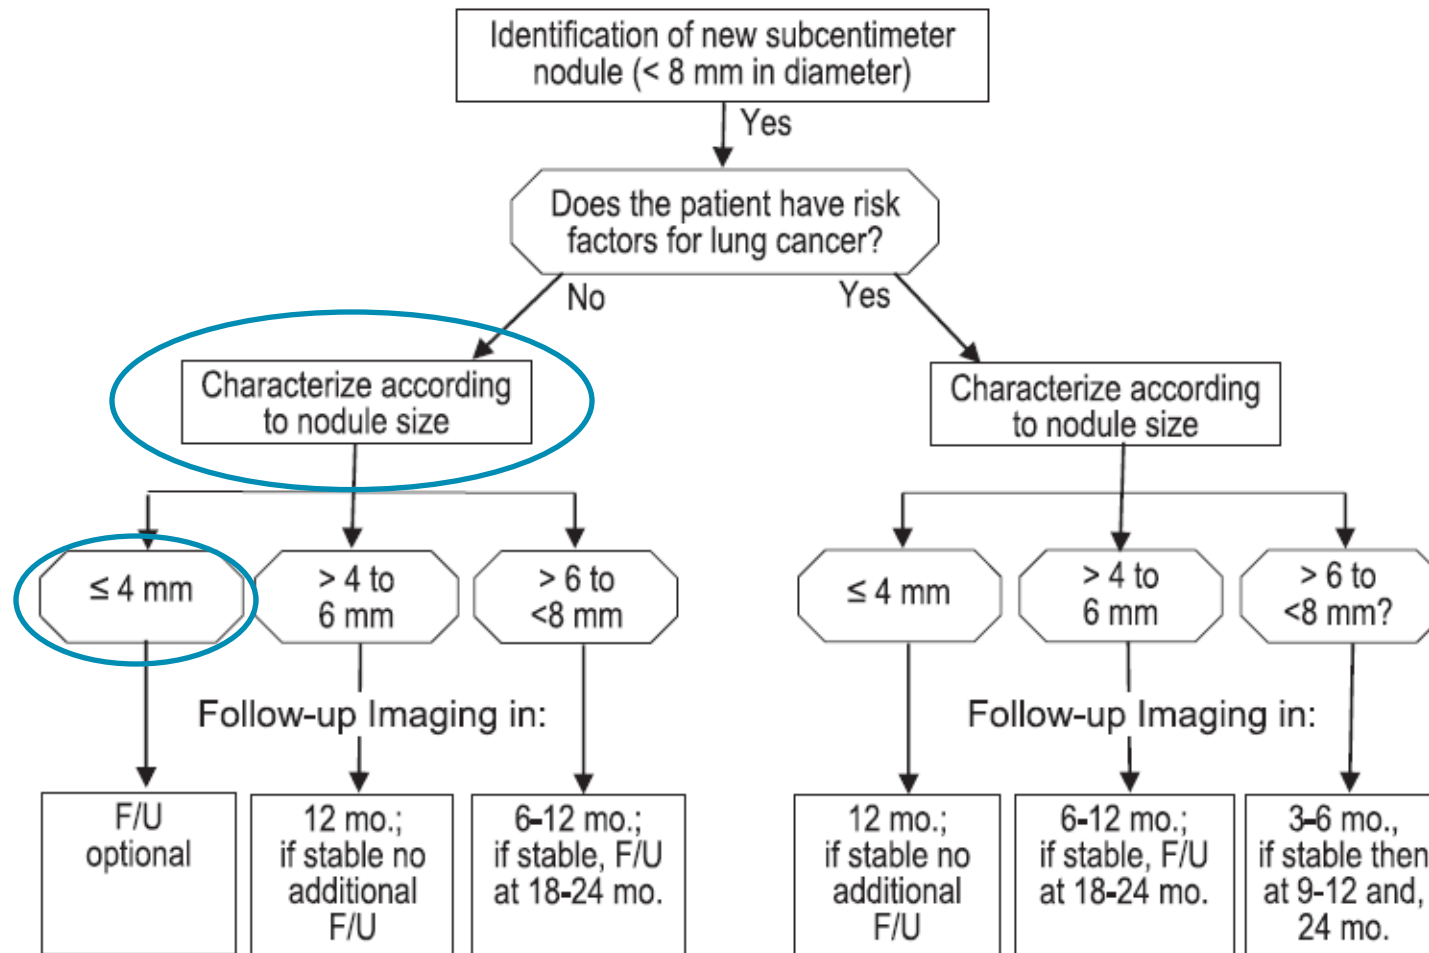 Identification of new subcentimeter
nodule (< 8 mm in diameter)
Yes
Does the patient have risk
factors for lung cancer?
No
Yes
Characterize according
to nodule size
Characterize according
to nodule size
≤ 4 mm
> 4 to
6 mm
> 6 to
<8 mm
≤ 4 mm
> 4 to
6 mm
> 6 to
<8 mm?
Follow-up Imaging in:
Follow-up Imaging in:
F/U
optional
12 mo.;
if stable no
additional
F/U
6–12 mo.;
if stable, F/U
at 18-24 mo.
12 mo.;
if stable no
additional
F/U
6–12 mo.;
if stable, F/U
at 18-24 mo.
3–6 mo.,
if stable then
at 9-12 and,
24 mo.